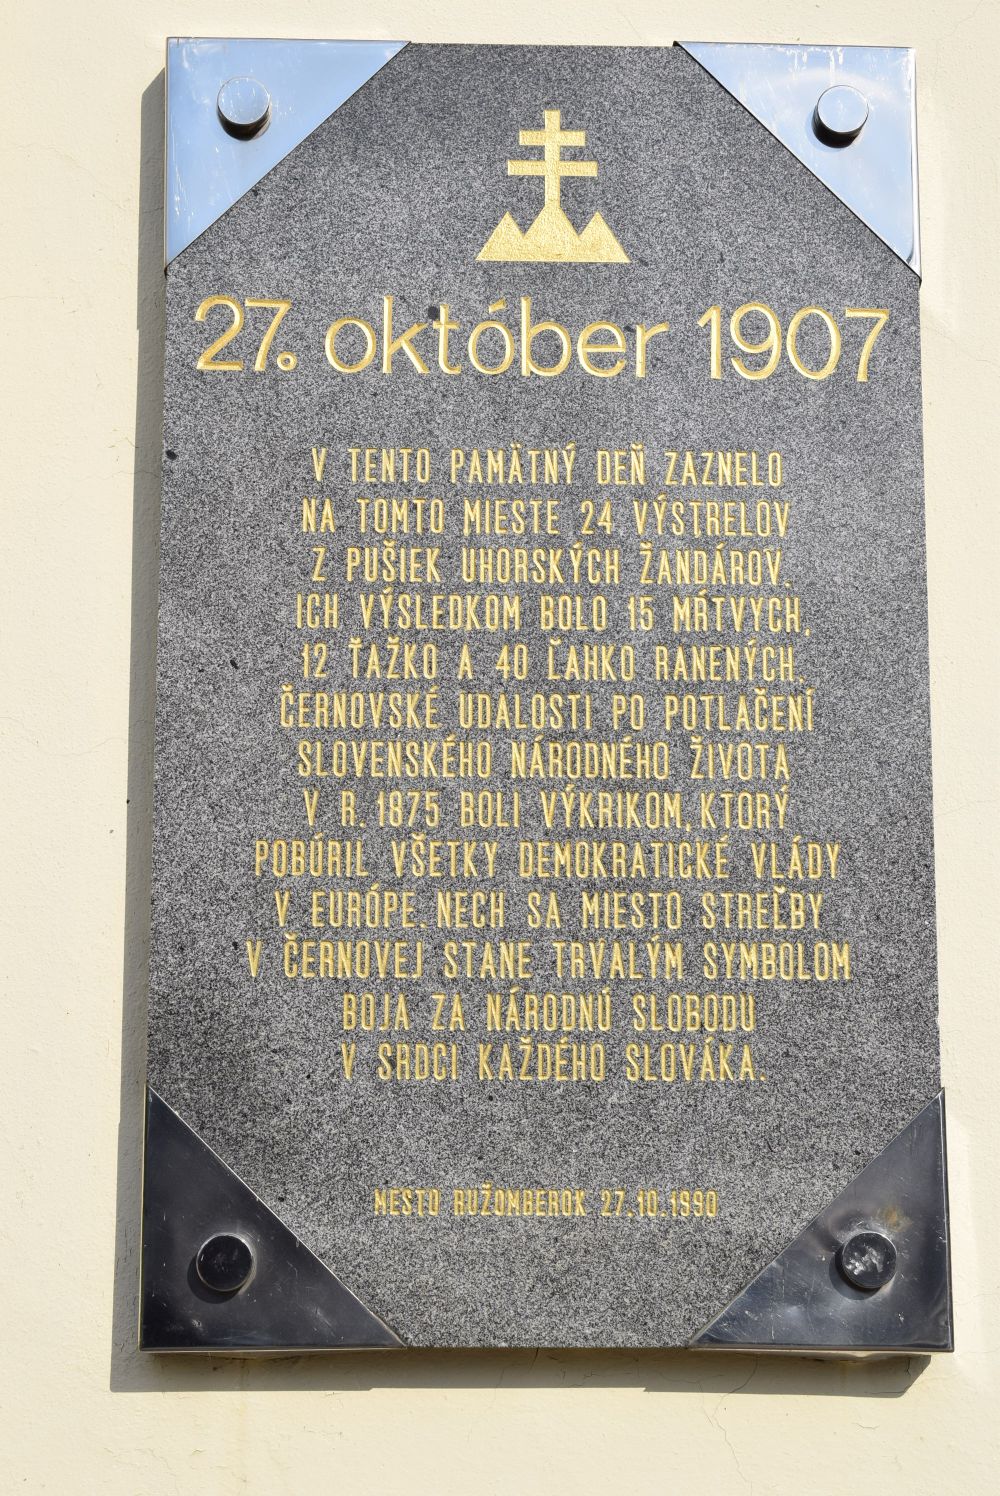 27. október 1907
V TENTO PAMÄTNÝ DEŇ ZAZNELO
NA TOMTO MIESTE 24 VÝSTRELOV
Z PUŠIEK UHORSKÝCH ŽANDÁROV.
ICH VÝSLEDKOM BOLO 15 MŔTVYCH,
12 ŤAŽKO A 40 ĽAHKO RANENÝCH.
ČERNOVSKÉ UDALOSTI PO POTLAČENÍ
SLOVENSKÉHO NÁRODNÉHO ŽIVOTA
V R. 1875 BOLI VÝKRIKOM, KTORÝ
POBÚRIL VŠETKY DEMOKRATICKÉ VLÁDY
V EURÓPE. NECH SA MIESTO STREĽBY
V ČERNOVEJ STANE TRVALÝM SYMBOLOM
BOJA ZA NÁRODNÚ SLOBODU
V SRDCI KAŽDÉHO SLOVÁKA.
MESTO RUŽOMBEROK 27.10.1990